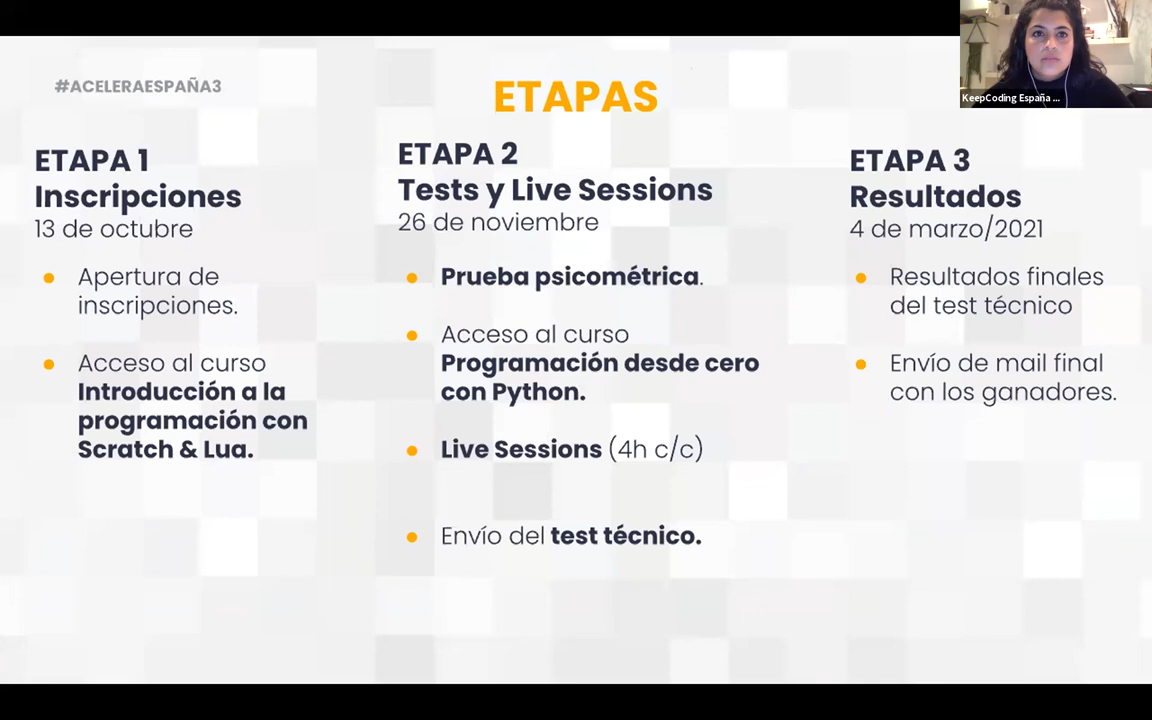 #ACELERAESPAÑA3
ETAPAS
KeepCoding España ...
ETAPA 1
Inscripciones
13 de octubre
Apertura de
inscripciones.
Acceso al curso
Introducción a la
programación con
Scratch & Lua.
ETAPA 2
Tests y Live Sessions
26 de noviembre
Prueba psicométrica.
Acceso al curso
Programación desde cero
con Python.
Live Sessions (4h c/c)
Envío del test técnico.
ETAPA 3
Resultados
4 de marzo/2021
Resultados finales
del test técnico
Envío de mail final
con los ganadores.